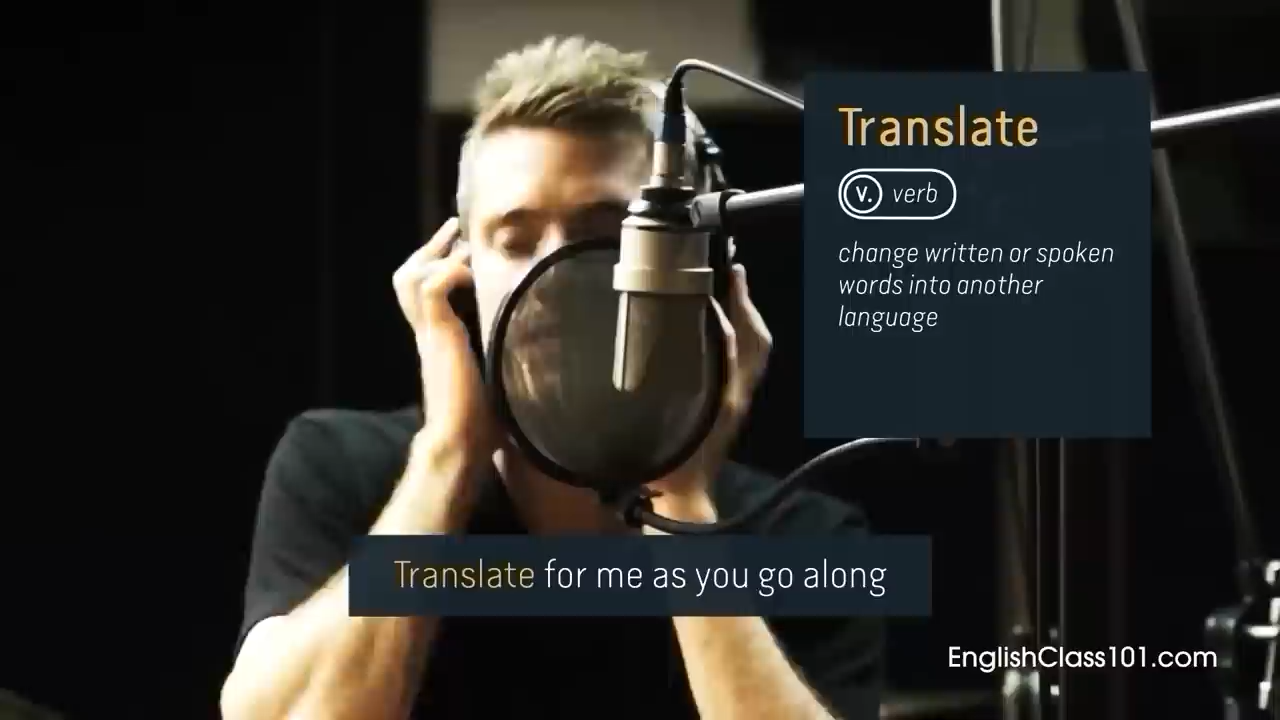 Translate
v. verb
change written or spoken
words into another
language
Translate for me as you go along
EnglishClass101.com